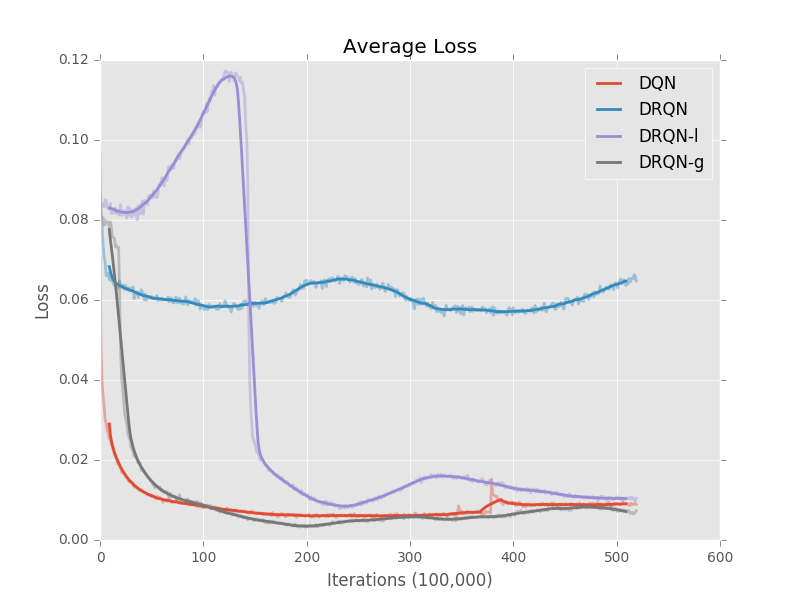 Average Loss
DQN
DRQN
DRQN-l
DRQN-g
Loss
0.12
0.10
0.08
0.06
0.04
0.02
0.00
0 100 200 300 400 500 600
Iterations (100,000)